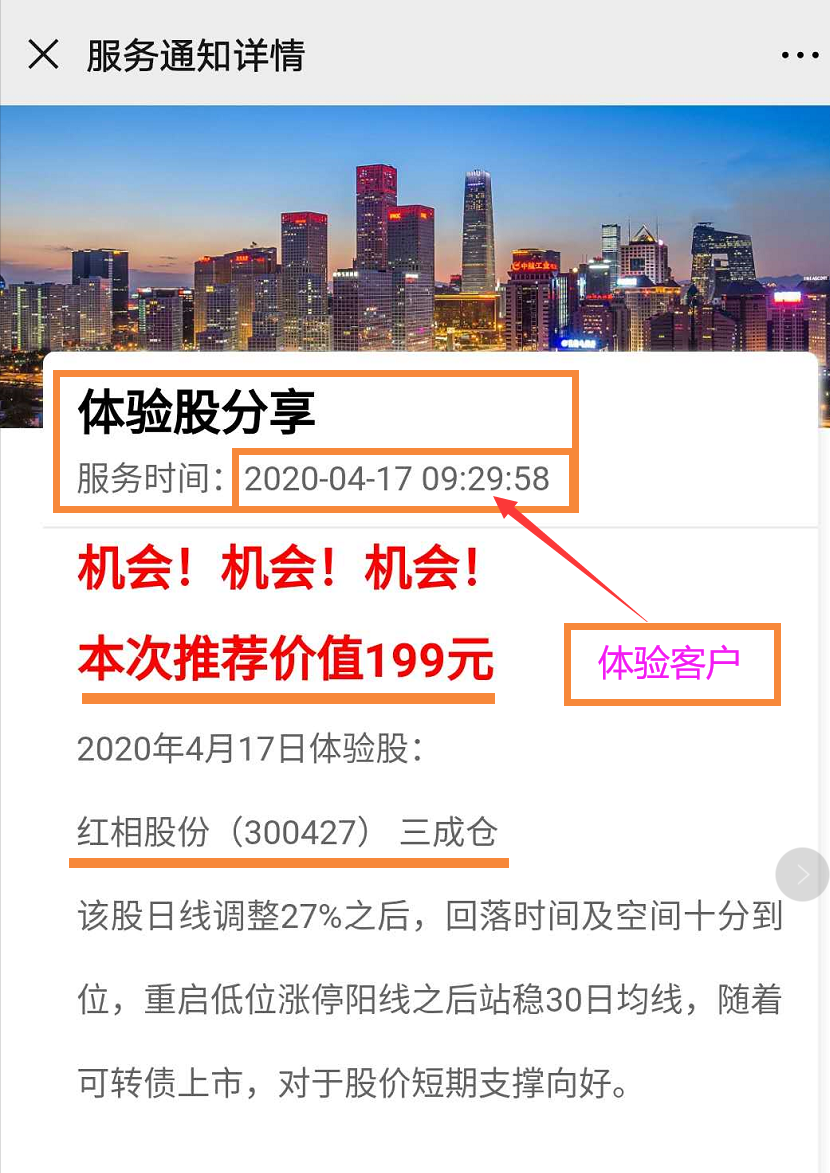 服务通知详情
中航工业
体验股分享
服务时间：2020-04-17 09:29:58
机会！机会！机会！
本次推荐价值199元
体验客户
2020年4月17日体验股：
红相股份（300427） 三成仓
该股日线调整27%之后，回落时间及空间十分到
位，重启低位涨停阳线之后站稳30日均线，随着
可转债上市，对于股价短期支撑向好。